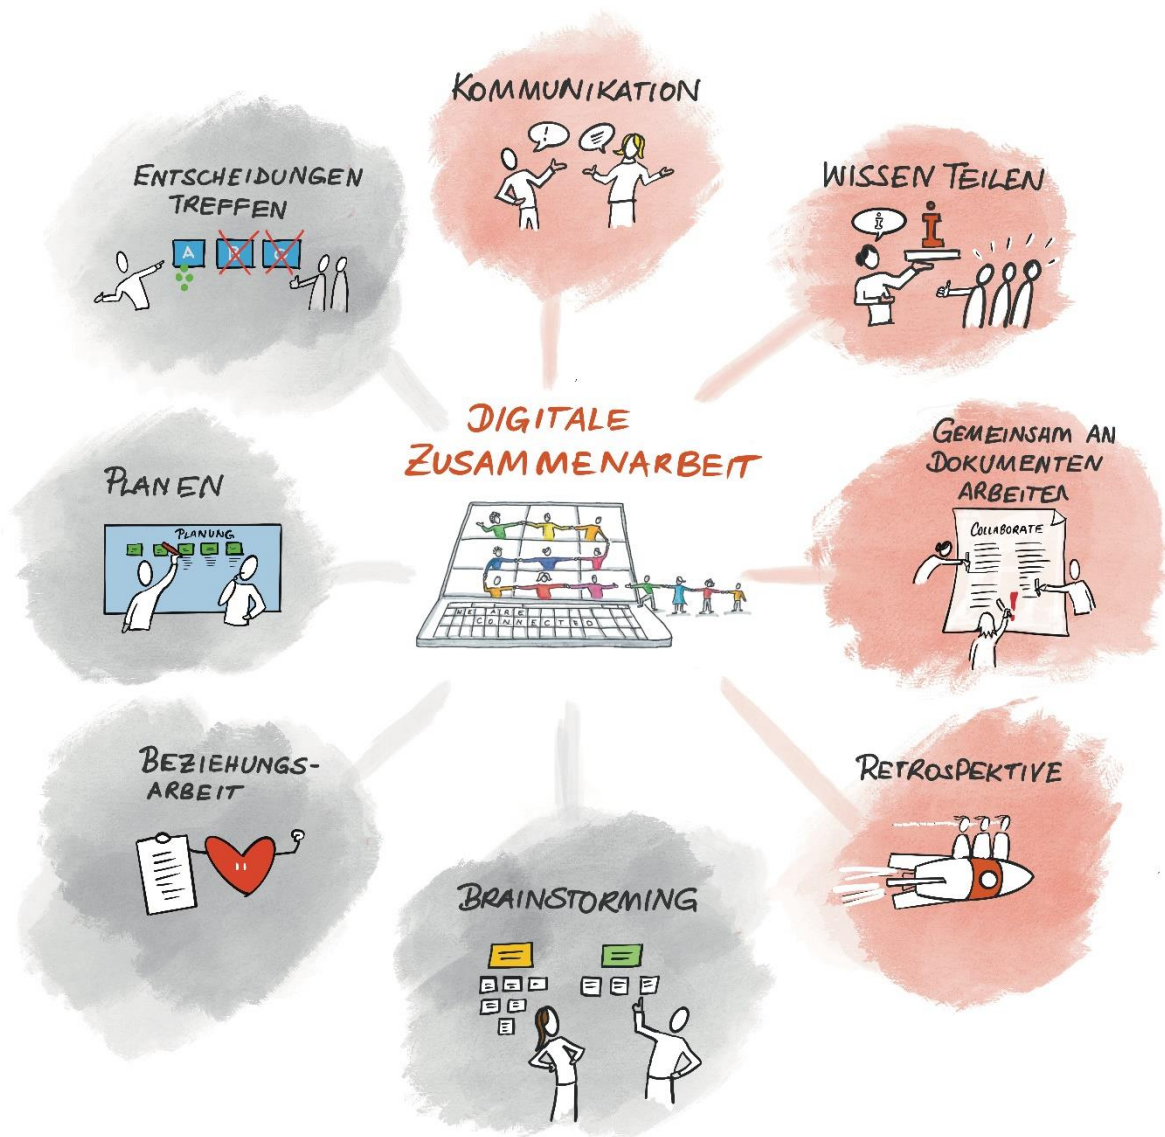 KOMMUNIKATION
!
ENTSCHEIDUNGEN
TREFFEN
A B C
WISSEN TEILEN
i i
DIGITALE
ZUSAMMENARBEIT
WE ARE
CONNECTED
GEMEINSAM AN
DOKUMENTEN
ARBEITEN
COLLABORATE
!
PLANEN
PLANUNG
BEZIEHUNGS-
ARBEIT
RETROSPEKTIVE
BRAINSTORMING